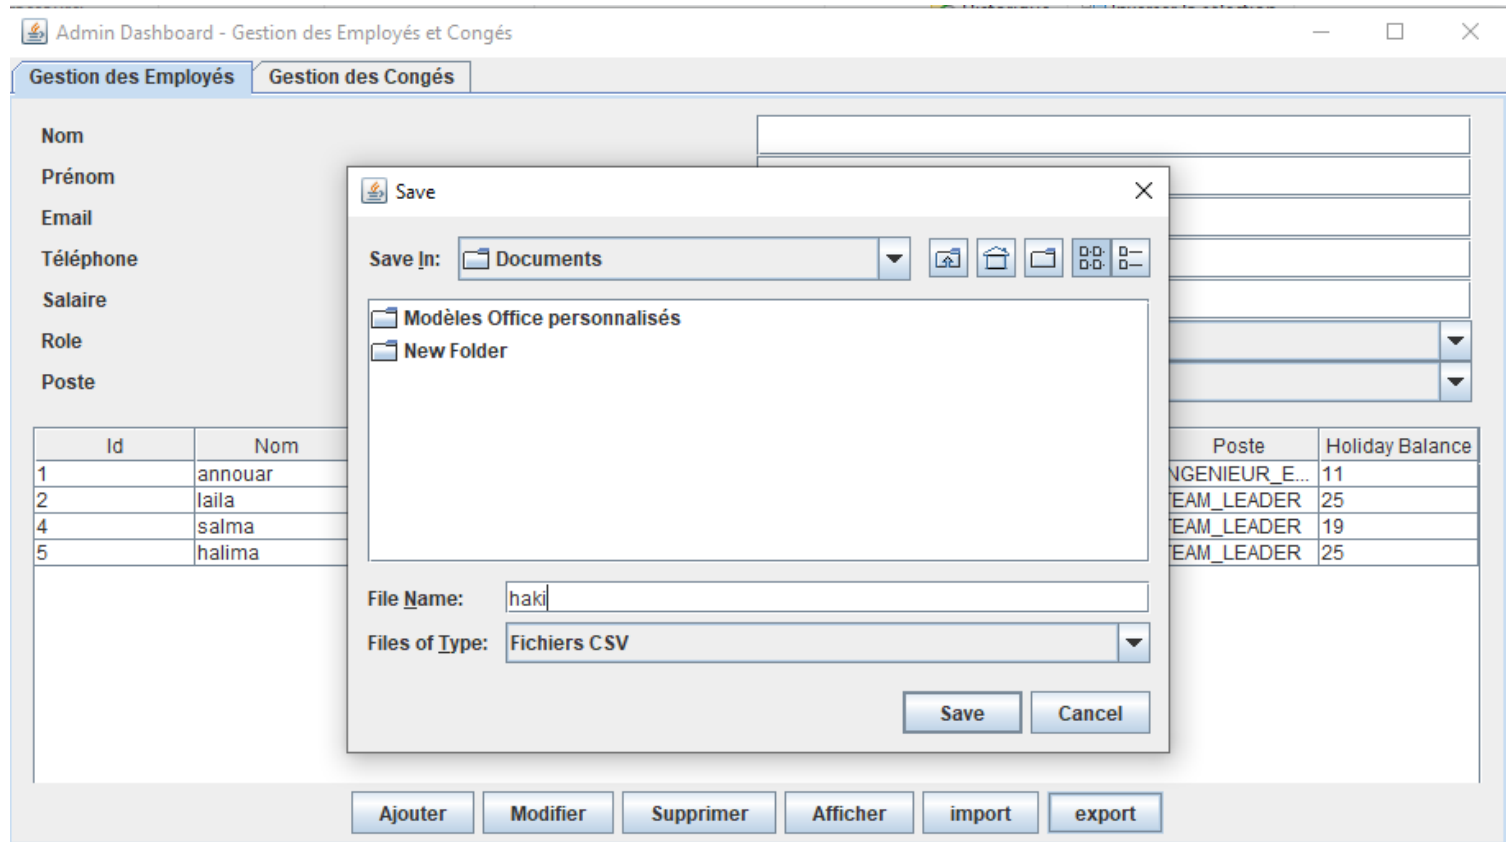 Admin Dashboard - Gestion des Employés et Congés
Gestion des Employés Gestion des Congés
Nom
Prénom
Email
Téléphone
Salaire
Role
Poste
Save
Save In: Documents
Modèles Office personnalisés
New Folder
File Name: haki
Files of Type: Fichiers CSV
Save Cancel
Id Nom Poste Holiday Balance
1 annouar NGENIEUR_E... 11
2 laila EAM_LEADER 25
4 salma EAM_LEADER 19
5 halima EAM_LEADER 25
Ajouter Modifier Supprimer Afficher import export